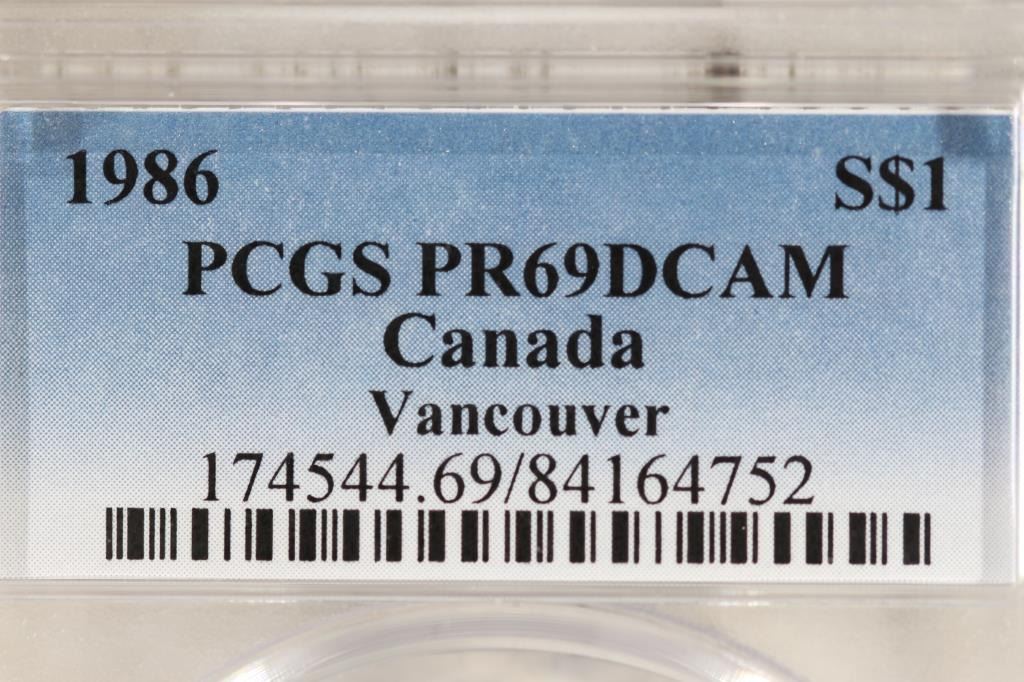 1986 S$1
PCGS PR69DCAM
Canada
Vancouver
174544.69/84164752